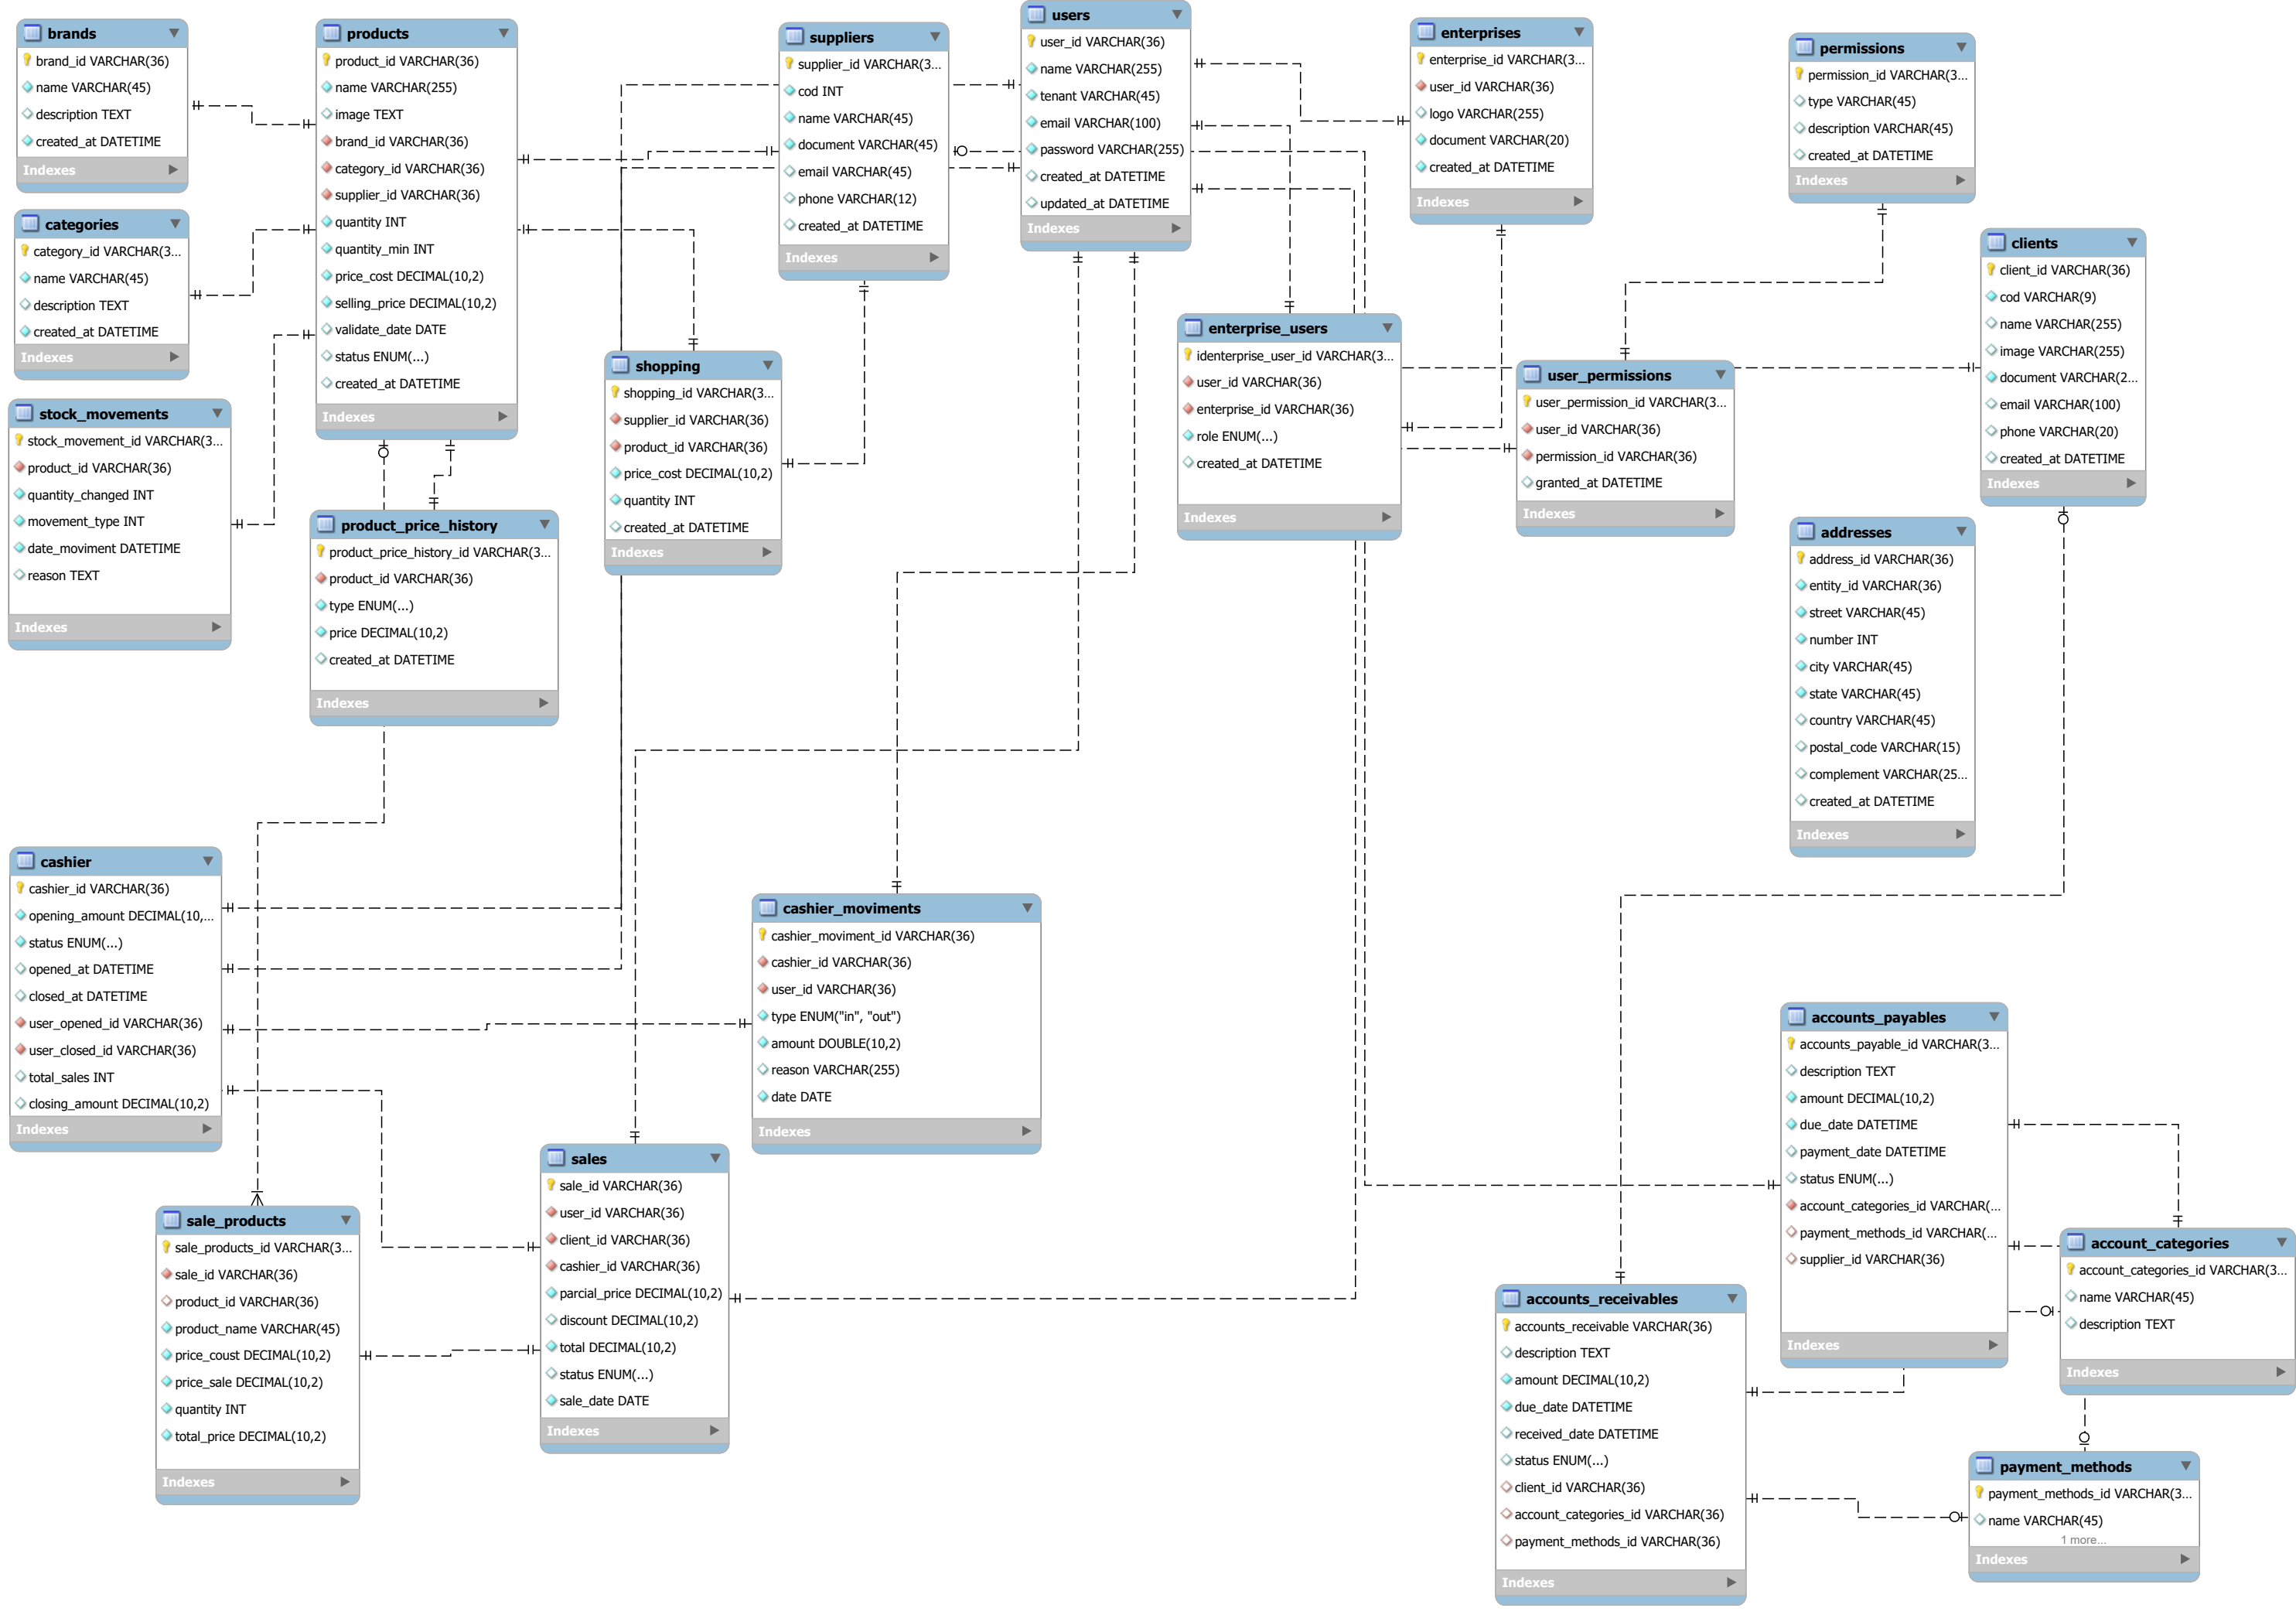 brands
brand_id VARCHAR(36)
name VARCHAR(45)
description TEXT
created_at DATETIME
Indexes
products
product_id VARCHAR(36)
name VARCHAR(255)
image TEXT
brand_id VARCHAR(36)
category_id VARCHAR(36)
supplier_id VARCHAR(36)
quantity INT
quantity_min INT
price_cost DECIMAL(10,2)
selling_price DECIMAL(10,2)
validate_date DATE
status ENUM(...)
created_at DATETIME
Indexes
suppliers
supplier_id VARCHAR(3...
cod INT
name VARCHAR(45)
document VARCHAR(45)
email VARCHAR(45)
phone VARCHAR(12)
created_at DATETIME
Indexes
users
user_id VARCHAR(36)
name VARCHAR(255)
tenant VARCHAR(45)
email VARCHAR(100)
password VARCHAR(255)
created_at DATETIME
updated_at DATETIME
Indexes
enterprises
enterprise_id VARCHAR(3...
user_id VARCHAR(36)
logo VARCHAR(255)
document VARCHAR(20)
created_at DATETIME
Indexes
permissions
permission_id VARCHAR(3...
type VARCHAR(45)
description VARCHAR(45)
created_at DATETIME
Indexes
categories
category_id VARCHAR(3...
name VARCHAR(45)
description TEXT
created_at DATETIME
Indexes
clients
client_id VARCHAR(36)
cod VARCHAR(9)
name VARCHAR(255)
image VARCHAR(255)
document VARCHAR(2...
email VARCHAR(100)
phone VARCHAR(20)
created_at DATETIME
Indexes
stock_movements
stock_movement_id VARCHAR(3...
product_id VARCHAR(36)
quantity_changed INT
movement_type INT
date_moviment DATETIME
reason TEXT
Indexes
product_price_history
product_price_history_id VARCHAR(3...
product_id VARCHAR(36)
type ENUM(...)
price DECIMAL(10,2)
created_at DATETIME
Indexes
shopping
shopping_id VARCHAR(3...
supplier_id VARCHAR(36)
product_id VARCHAR(36)
price_cost DECIMAL(10,2)
quantity INT
created_at DATETIME
Indexes
enterprise_users
identerprise_user_id VARCHAR(3...
user_id VARCHAR(36)
enterprise_id VARCHAR(36)
role ENUM(...)
created_at DATETIME
Indexes
user_permissions
user_permission_id VARCHAR(3...
user_id VARCHAR(36)
permission_id VARCHAR(36)
granted_at DATETIME
Indexes
addresses
address_id VARCHAR(36)
entity_id VARCHAR(36)
street VARCHAR(45)
number INT
city VARCHAR(45)
state VARCHAR(45)
country VARCHAR(45)
postal_code VARCHAR(15)
complement VARCHAR(25...
created_at DATETIME
Indexes
cashier
cashier_id VARCHAR(36)
opening_amount DECIMAL(10,...
status ENUM(...)
opened_at DATETIME
closed_at DATETIME
user_opened_id VARCHAR(36)
user_closed_id VARCHAR(36)
total_sales INT
closing_amount DECIMAL(10,2)
Indexes
cashier_moviments
cashier_moviment_id VARCHAR(36)
cashier_id VARCHAR(36)
user_id VARCHAR(36)
type ENUM("in", "out")
amount DOUBLE(10,2)
reason VARCHAR(255)
date DATE
Indexes
accounts_payables
accounts_payable_id VARCHAR(3...
description TEXT
amount DECIMAL(10,2)
due_date DATETIME
payment_date DATETIME
status ENUM(...)
account_categories_id VARCHAR(...
payment_methods_id VARCHAR(...
supplier_id VARCHAR(36)
Indexes
sale_products
sale_products_id VARCHAR(3...
sale_id VARCHAR(36)
product_id VARCHAR(36)
product_name VARCHAR(45)
price_coust DECIMAL(10,2)
price_sale DECIMAL(10,2)
quantity INT
total_price DECIMAL(10,2)
Indexes
sales
sale_id VARCHAR(36)
user_id VARCHAR(36)
client_id VARCHAR(36)
cashier_id VARCHAR(36)
parcial_price DECIMAL(10,2)
discount DECIMAL(10,2)
total DECIMAL(10,2)
status ENUM(...)
sale_date DATE
Indexes
accounts_receivables
accounts_receivable VARCHAR(36)
description TEXT
amount DECIMAL(10,2)
due_date DATETIME
received_date DATETIME
status ENUM(...)
client_id VARCHAR(36)
account_categories_id VARCHAR(36)
payment_methods_id VARCHAR(36)
Indexes
account_categories
account_categories_id VARCHAR(3...
name VARCHAR(45)
description TEXT
Indexes
payment_methods
payment_methods_id VARCHAR(3...
name VARCHAR(45)
1 more...
Indexes